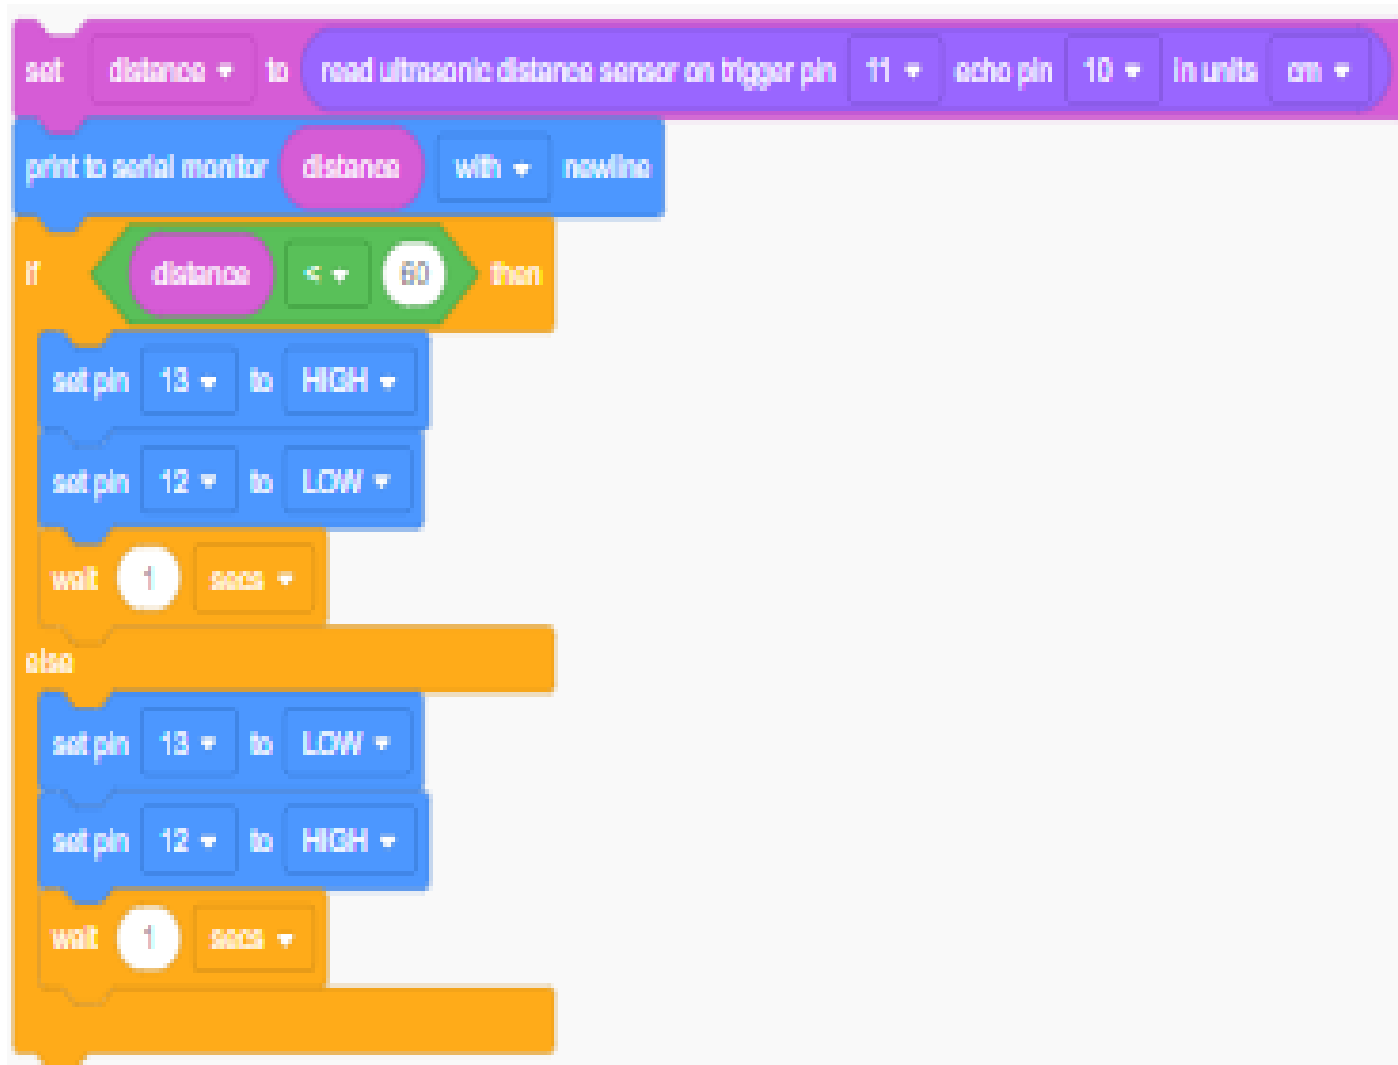 set distance to read ultrasonic distance sensor on trigger pin 11 echo pin 10 in units cm
print to serial monitor distance with newline
if distance < 60 then
set pin 13 to HIGH
set pin 12 to LOW
wait 1 secs
else
set pin 13 to LOW
set pin 12 to HIGH
wait 1 secs